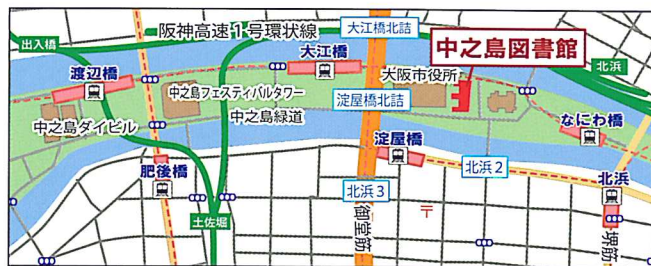 阪神高速1号環状線
大江橋北詰
出入橋
大江橋
中之島図書館
北浜
渡辺橋
大阪市役所
中之島フェスティバルタワー
淀屋橋北詰
なにわ橋
中之島ダイビル
中之島緑道
淀屋橋
肥後橋
北浜2
北浜
北浜3
土佐堀
御堂筋
〒
堺筋